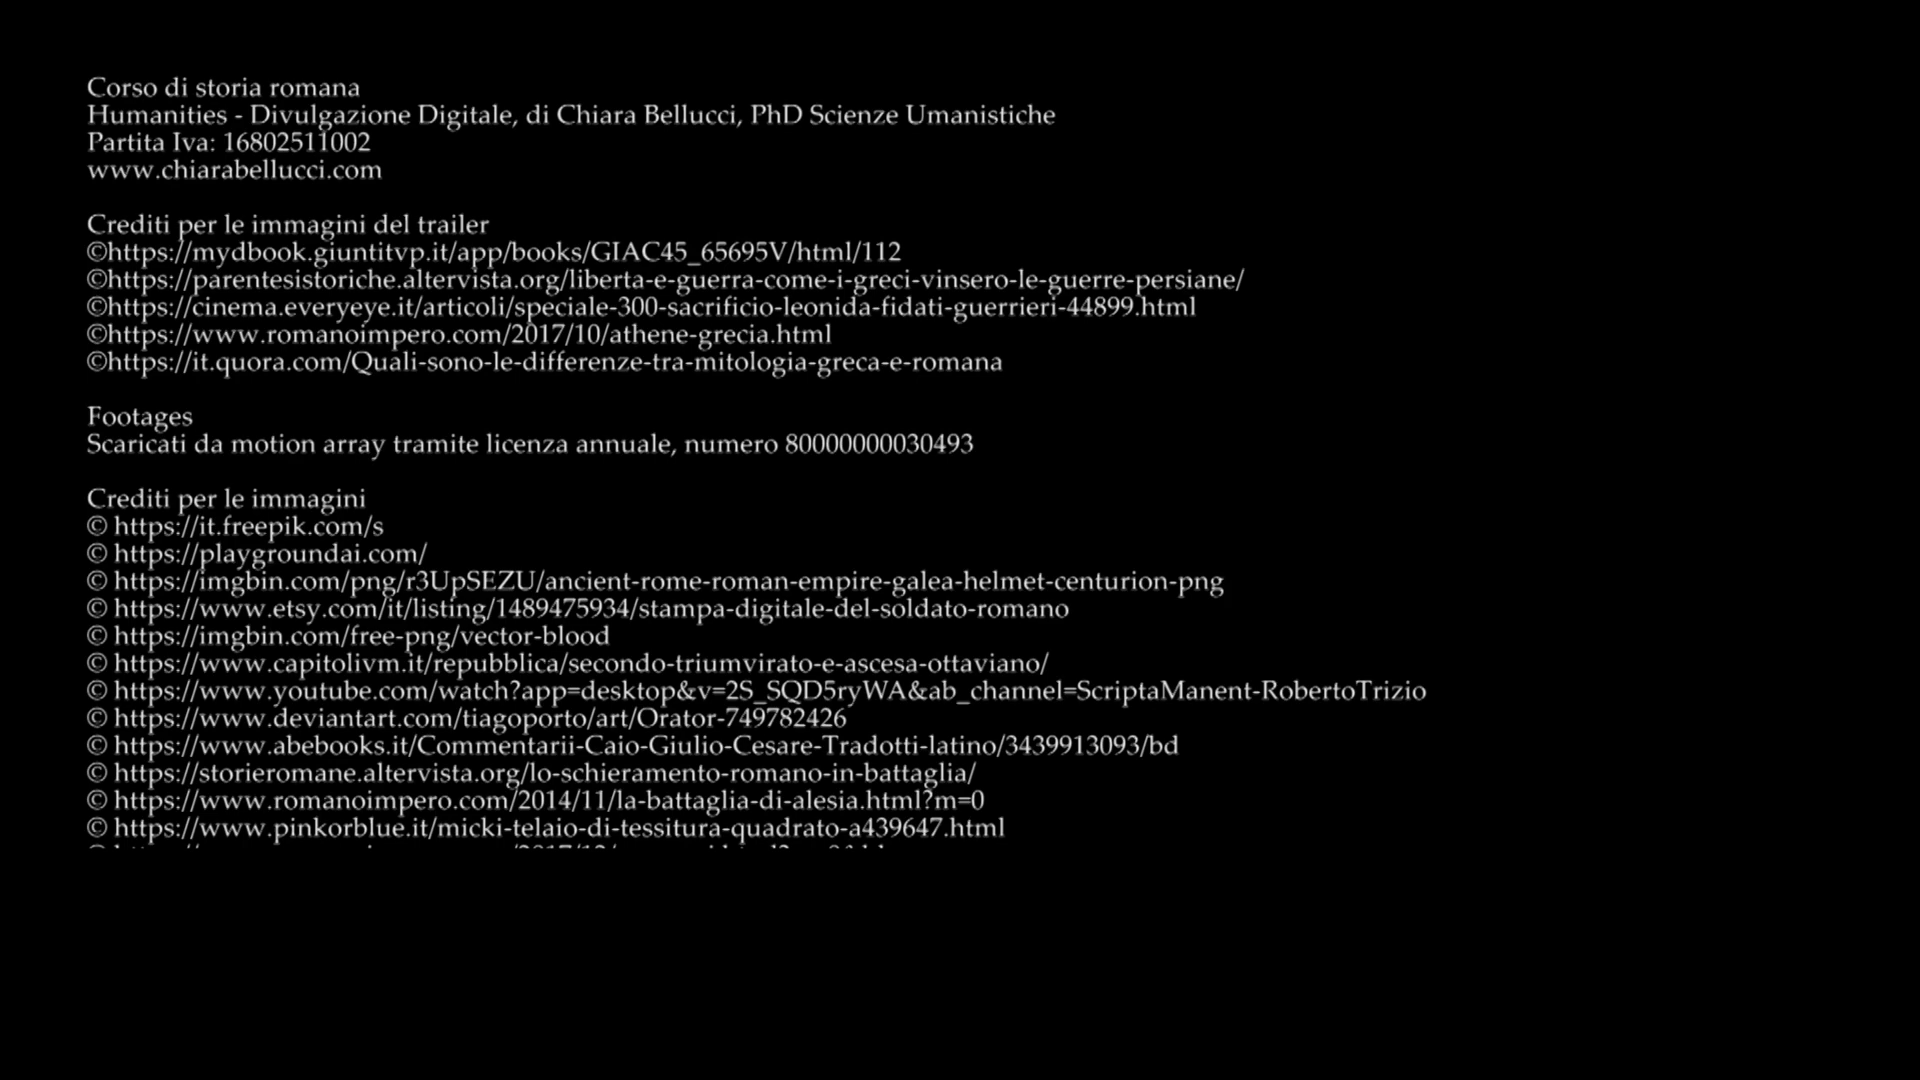 Corso di storia romana
Humanities - Divulgazione Digitale, di Chiara Bellucci, PhD Scienze Umanistiche
Partita Iva: 16802511002
www.chiarabellucci.com
Crediti per le immagini del trailer
©https://mydbook.giuntitvp.it/app/books/GIAC45_65695V/html/112
©https://parentesistoriche.altervista.org/liberta-e-guerra-come-i-greci-vinsero-le-guerre-persiane/
©https://cinema.everyeye.it/articoli/speciale-300-sacrificio-leonida-fidati-guerrieri-44899.html
©https://www.romanoimpero.com/2017/10/athene-grecia.html
©https://it.quora.com/Quali-sono-le-differenze-tra-mitologia-greca-e-romana
Footages
Scaricati da motion array tramite licenza annuale, numero 80000000030493
Crediti per le immagini
© https://it.freepik.com/s
© https://playgroundai.com/
© https://imgbin.com/png/r3UpSEZU/ancient-rome-roman-empire-galea-helmet-centurion-png
© https://www.etsy.com/it/listing/1489475934/stampa-digitale-del-soldato-romano
© https://imgbin.com/free-png/vector-blood
© https://www.capitolivm.it/repubblica/secondo-triumvirato-e-ascesa-ottaviano/
© https://www.youtube.com/watch?app=desktop&v=2S_SQD5ryWA&ab_channel=ScriptaManent-RobertoTrizio
© https://www.deviantart.com/tiagoporto/art/Orator-749782426
© https://www.abebooks.it/Commentarii-Caio-Giulio-Cesare-Tradotti-latino/3439913093/bd
© https://storieromane.altervista.org/lo-schieramento-romano-in-battaglia/
© https://www.romanoimpero.com/2014/11/la-battaglia-di-alesia.html?m=0
© https://www.pinkorblue.it/micki-telaio-di-tessitura-quadrato-a439647.html